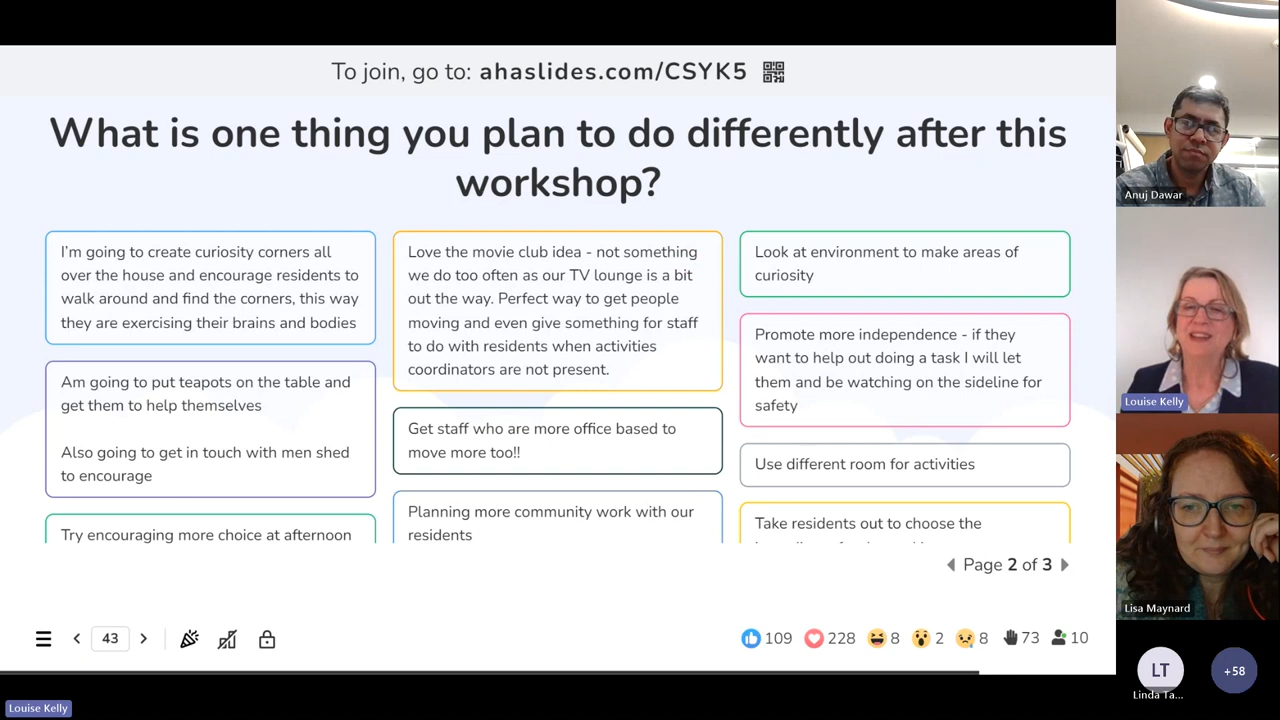 To join, go to: ahaslides.com/CSYK5
What is one thing you plan to do differently after this
workshop?
I'm going to create curiosity corners all
over the house and encourage residents to
walk around and find the corners, this way
they are exercising their brains and bodies
Am going to put teapots on the table and
get them to help themselves
Also going to get in touch with men shed
to encourage
Try encouraging more choice at afternoon
Love the movie club idea - not something
we do too often as our TV lounge is a bit
out the way. Perfect way to get people
moving and even give something for staff
to do with residents when activities
coordinators are not present.
Get staff who are more office based to
move more too!!
Planning more community work with our
residents
Look at environment to make areas of
curiosity
Promote more independence - if they
want to help out doing a task I will let
them and be watching on the sideline for
safety
Use different room for activities
Take residents out to choose the
Page 2 of 3
43
109 228 8 2 8 73 10
Anuj Dawar
Louise Kelly
Lisa Maynard
LT
Linda Ta...
+58
Louise Kelly